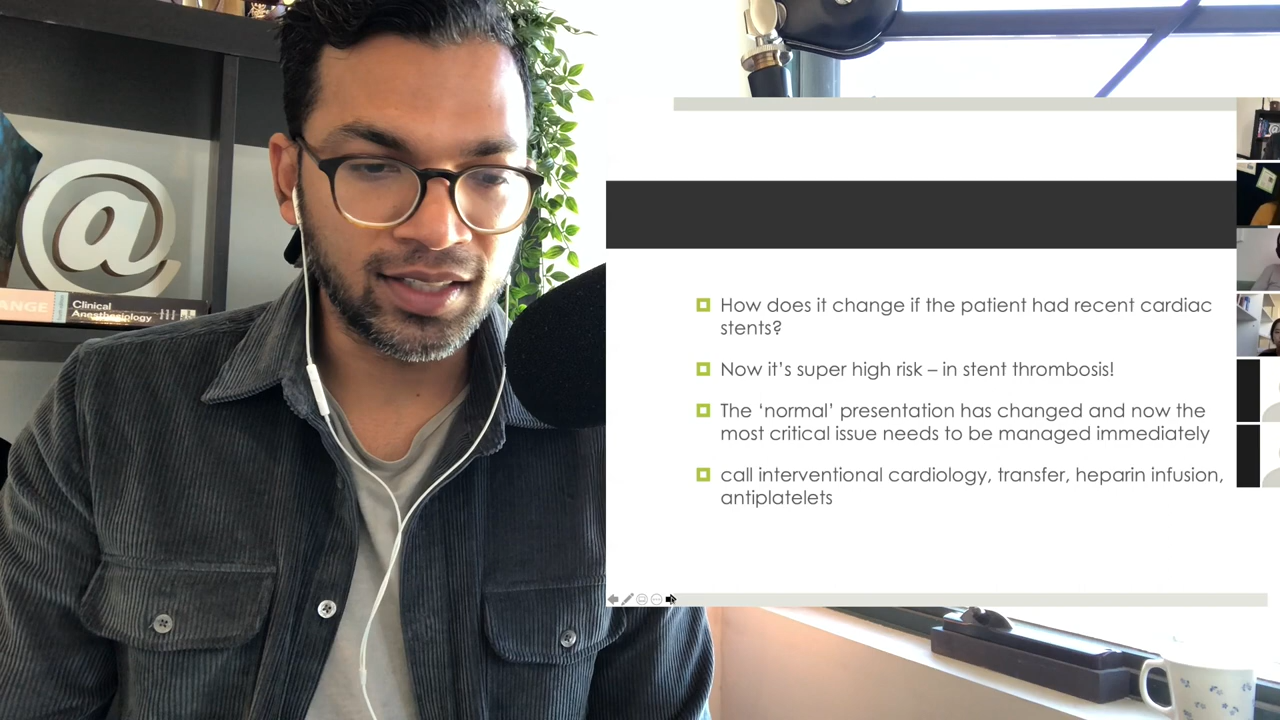 @
ANGE
Clinical
Anesthesiology
How does it change if the patient had recent cardiac
stents?
Now it's super high risk – in stent thrombosis!
The 'normal' presentation has changed and now the
most critical issue needs to be managed immediately
call interventional cardiology, transfer, heparin infusion,
antiplatelets